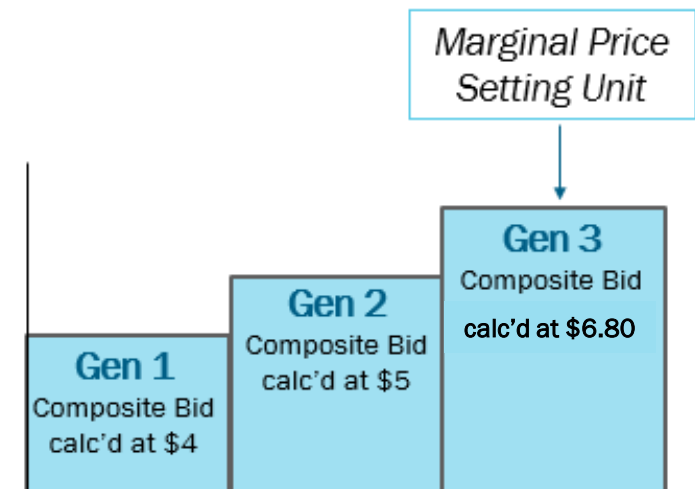 Marginal Price
Setting Unit
Gen 1
Composite Bid
calc’d at $4
Gen 2
Composite Bid
calc’d at $5
Gen 3
Composite Bid
calc’d at $6.80